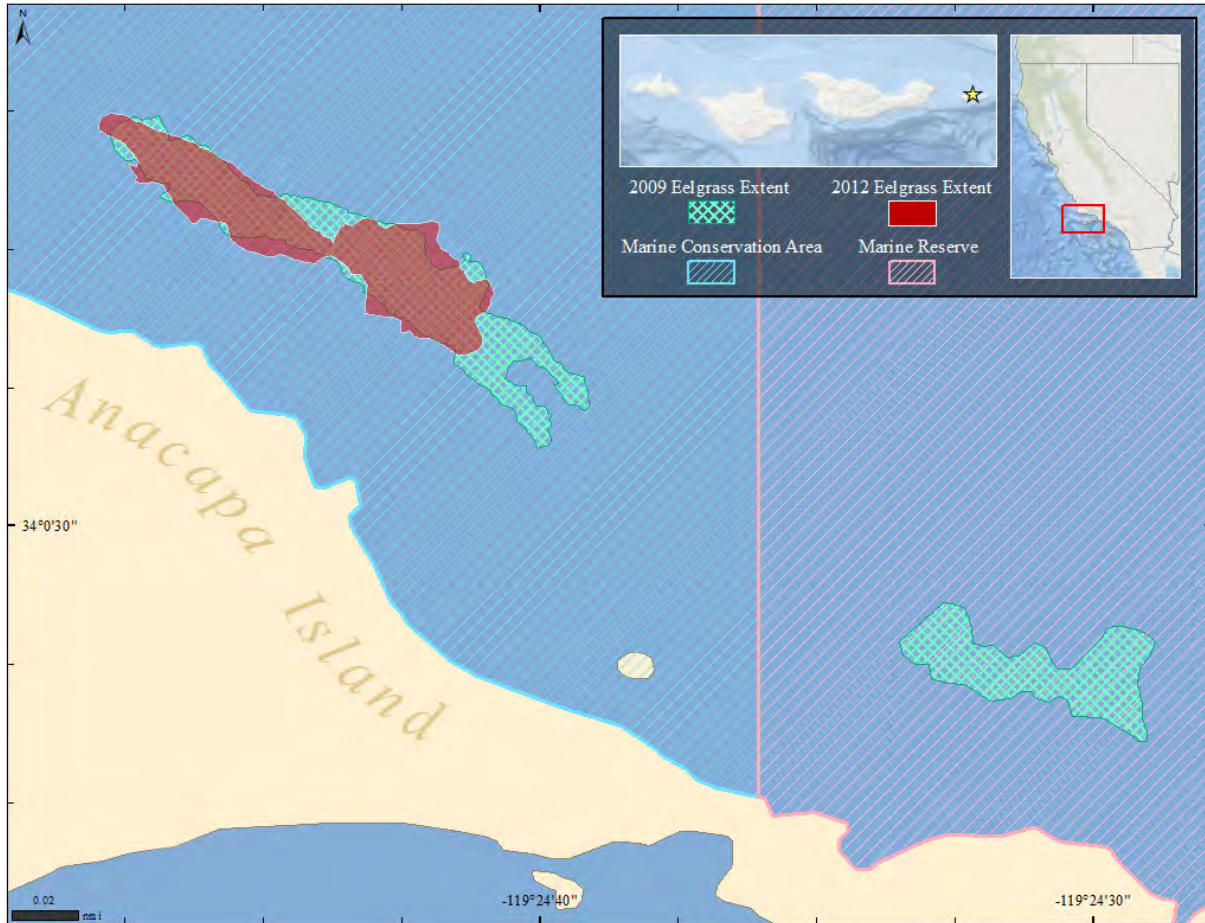 N
2009 Eelgrass Extent
2012 Eelgrass Extent
Marine Conservation Area
Marine Reserve
Anacapa
Island
34°0'30"
0.02
nmi
-119°24'40"
-119°24'30"